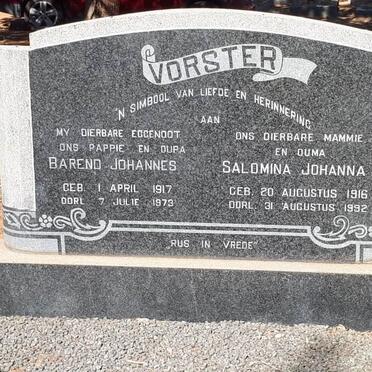 VORSTER
'N SIMBOOL VAN LIEFDE EN HERINNERING
AAN
MY DIERBARE EGGENOOT
ONS PAPPIE EN OUPA
BAREND JOHANNES
GEB. 1 APRIL 1917
OORL. 7 JULIE 1973
ONS DIERBARE MAMMIE
EN OUMA
SALOMINA JOHANNA
GEB. 20 AUGUSTUS 1916
OORL. 31 AUGUSTUS 1992
"RUS IN VREDE"